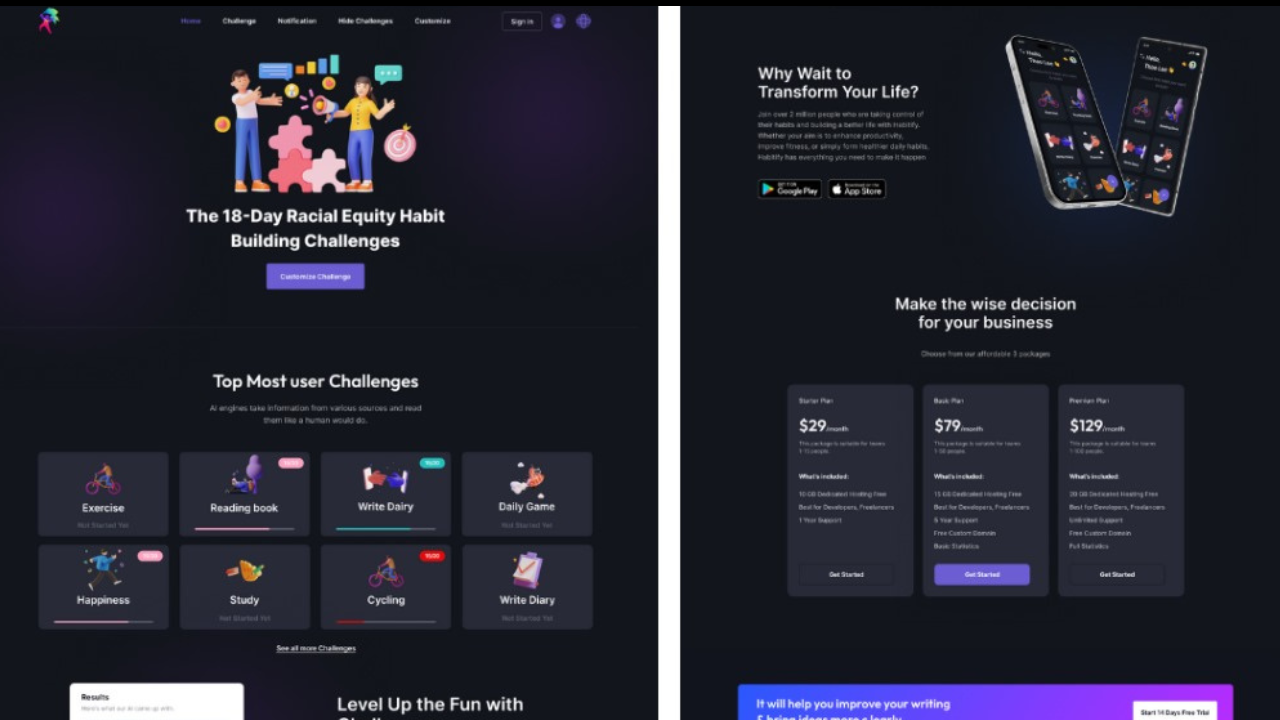 Home Challenge Notification Hide Challenges Customize Sign in
The 18-Day Racial Equity Habit
Building Challenges
Customize Challenge
Top Most user Challenges
AI engines take information from various sources and read
them like a human would do.
Exercise
Not Started Yet
Reading book
Write Dairy
Daily Game
Not Started Yet
Happiness
Study
Not Started Yet
Cycling
Write Diary
Not Started Yet
See all more Challenges
Results
Here's what our AI come up with.
Level Up the Fun with
Why Wait to
Transform Your Life?
Join over 2 million people who are taking control of
their habits and building a better life with Habitify.
Whether your aim is to enhance productivity,
improve fitness, or simply form healthier daily habits,
Habitify has everything you need to make it happen
GET IT ON
Google Play
Download on the
App Store
Make the wise decision
for your business
Choose from our affordable 3 packages
Starter Plan
$29/month
This package is suitable for teams
What's included:
10 GB Dedicated Hosting Free
Best for Developers, Freelancers
1 Year Support
Get Started
Basic Plan
$79/month
This package is suitable for teams
1-50 people.
What's included:
15 GB Dedicated Hosting Free
Best for Developers, Freelancers
5 Year Support
Free Custom Domain
Basic Statistics
Get Started
Premium Plan
$129/month
This package is suitable for teams
1-100 people.
What's included:
20 GB Dedicated Hosting Free
Best for Developers, Freelancers
Unlimited Support
Free Custom Domain
Full Statistics
Get Started
It will help you improve your writing
& bring ideas more clearly
Start 14 Days Free Trial